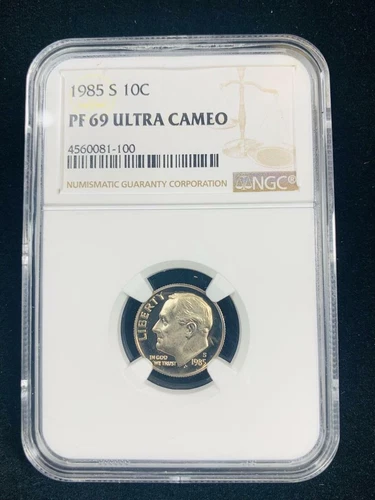 1985 S 10C
PF 69 ULTRA CAMEO
4560081-100
NUMISMATIC GUARANTY CORPORATION
NGC®
LIBERTY
IN GOD
WE TRUST
S
1985